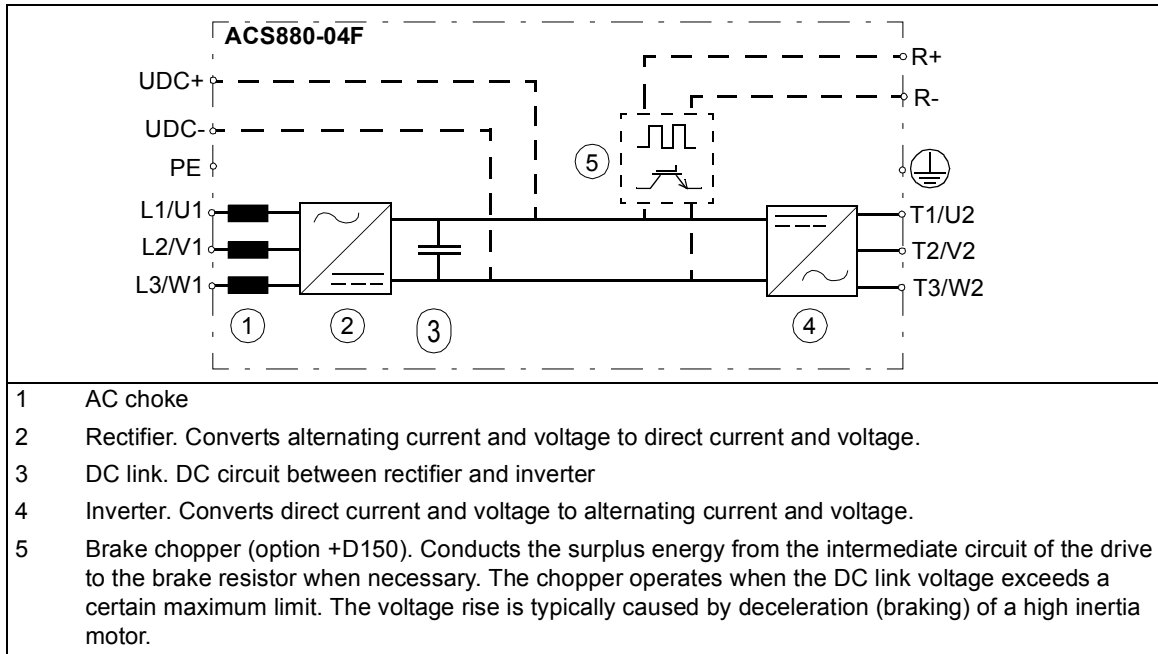 ACS880-04F
UDC+
UDC-
PE
L1/U1
L2/V1
L3/W1
R+
R-
T1/U2
T2/V2
T3/W2
5
1
2
3
4
1 AC choke
2 Rectifier. Converts alternating current and voltage to direct current and voltage.
3 DC link. DC circuit between rectifier and inverter
4 Inverter. Converts direct current and voltage to alternating current and voltage.
5 Brake chopper (option +D150). Conducts the surplus energy from the intermediate circuit of the drive
to the brake resistor when necessary. The chopper operates when the DC link voltage exceeds a
certain maximum limit. The voltage rise is typically caused by deceleration (braking) of a high inertia
motor.